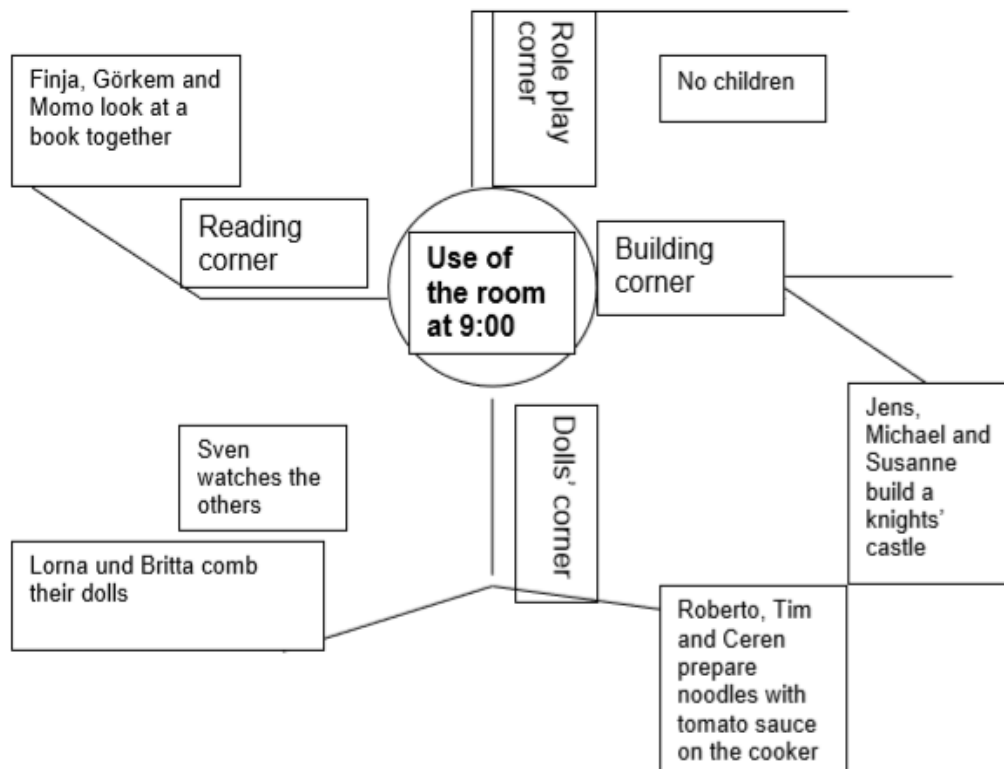 Finja, Görkem and
Momo look at a
book together
Role play
corner
No children
Reading
corner
Use of
the room
at 9:00
Building
corner
Jens,
Michael and
Susanne
build a
knights'
castle
Sven
watches the
others
Dolls' corner
Lorna und Britta comb
their dolls
Roberto, Tim
and Ceren
prepare
noodles with
tomato sauce
on the cooker